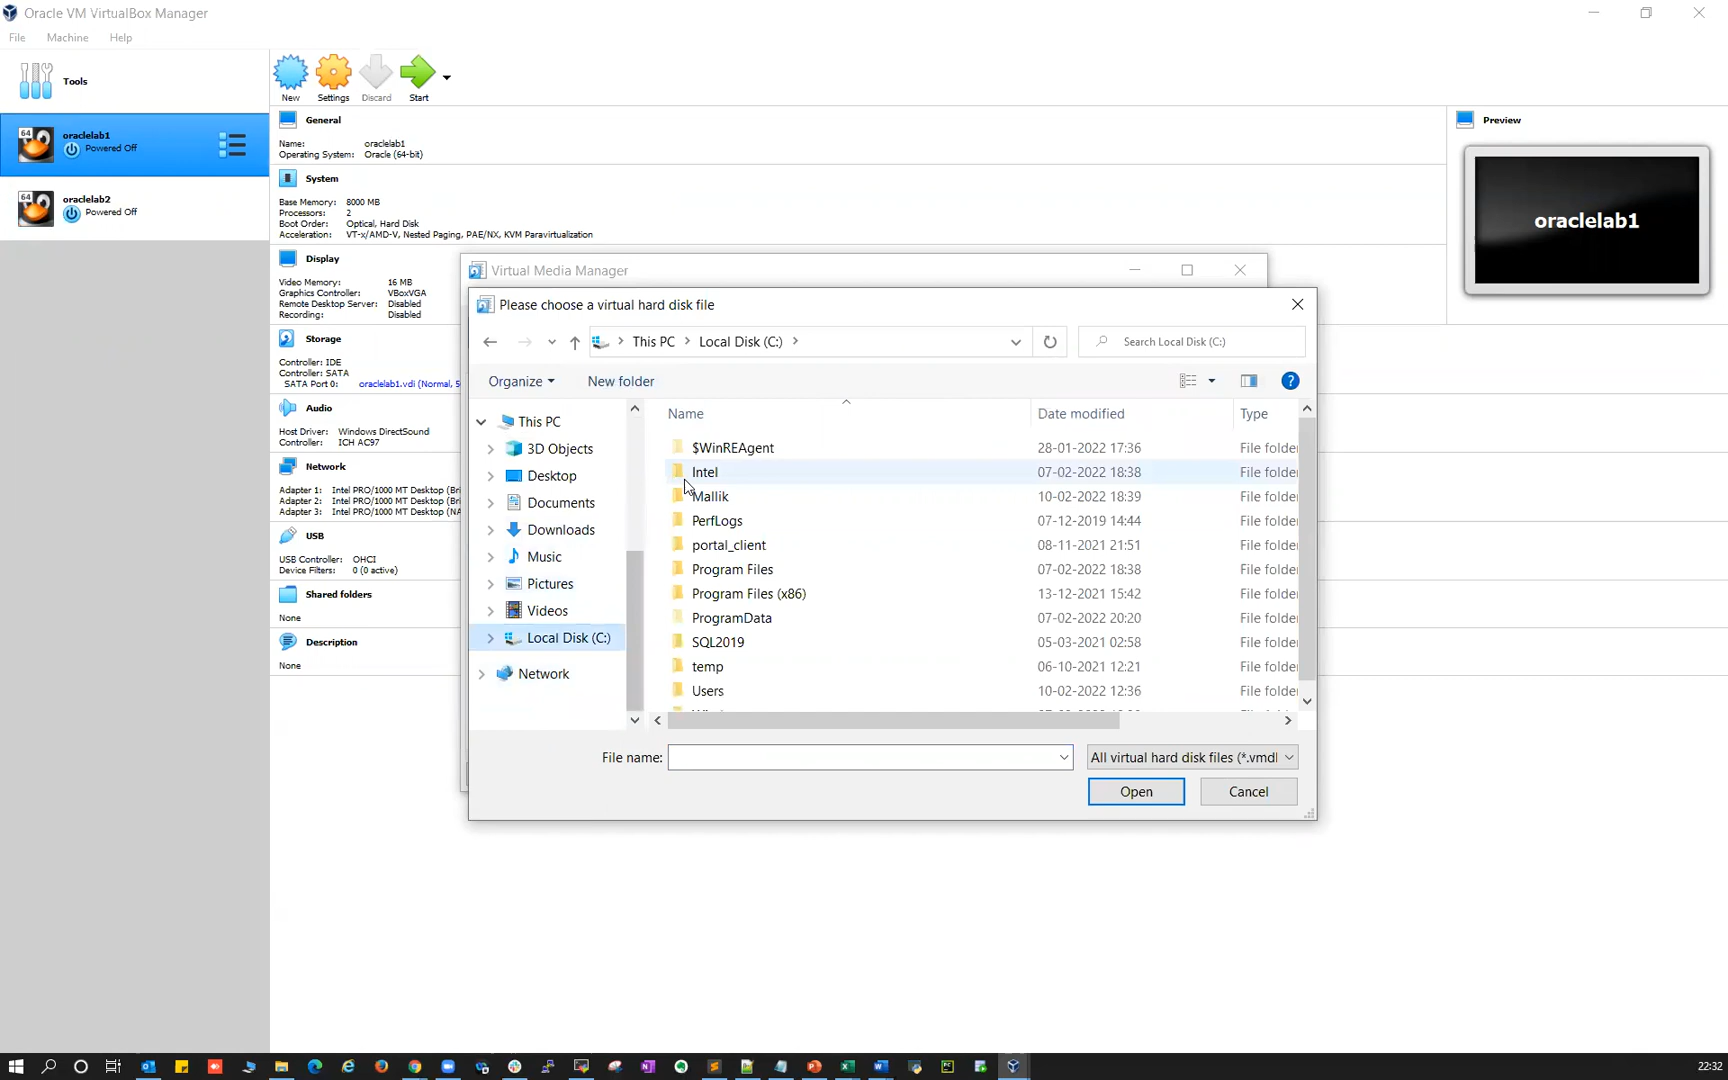 Oracle VM VirtualBox Manager
File Machine Help
Tools
New Settings Discard Start
64 oraclelab1
Powered Off
64 oraclelab2
Powered Off
General
Name: oraclelab1
Operating System: Oracle (64-bit)
System
Base Memory: 8000 MB
Processors: 2
Boot Order: Optical, Hard Disk
Acceleration: VT-x/AMD-V, Nested Paging, PAE/NX, KVM Paravirtualization
Display
Video Memory: 16 MB
Graphics Controller: VBoxVGA
Remote Desktop Server: Disabled
Recording: Disabled
Storage
Controller: IDE
Controller: SATA
SATA Port 0: oraclelab1.vdi (Normal, 5
Audio
Host Driver: Windows DirectSound
Controller: ICH AC97
Network
Adapter 1: Intel PRO/1000 MT Desktop (Bri
Adapter 2: Intel PRO/1000 MT Desktop (Bri
Adapter 3: Intel PRO/1000 MT Desktop (NA
USB
USB Controller: OHCI
Device Filters: 0 (0 active)
Shared folders
None
Description
None
Preview
oraclelab1
Virtual Media Manager
Please choose a virtual hard disk file
This PC Local Disk (C:)
Search Local Disk (C:)
Organize New folder
This PC
3D Objects
Desktop
Documents
Downloads
Music
Pictures
Videos
Local Disk (C:)
Network
Name Date modified Type
$WinREAgent 28-01-2022 17:36 File folder
Intel 07-02-2022 18:38 File folder
Mallik 10-02-2022 18:39 File folder
PerfLogs 07-12-2019 14:44 File folder
portal_client 08-11-2021 21:51 File folder
Program Files 07-02-2022 18:38 File folder
Program Files (x86) 13-12-2021 15:42 File folder
ProgramData 07-02-2022 20:20 File folder
SQL2019 05-03-2021 02:58 File folder
temp 06-10-2021 12:21 File folder
Users 10-02-2022 12:36 File folder
File name: All virtual hard disk files (*.vmdl
Open Cancel
22:32